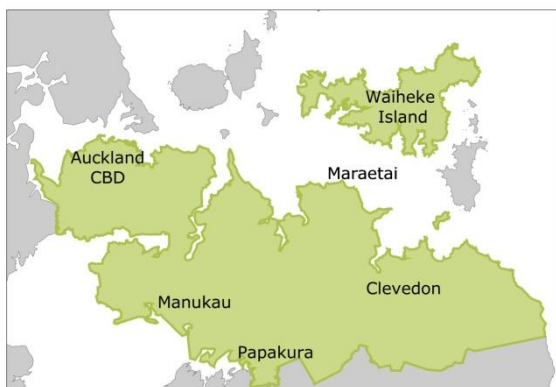 Waiheke
Island
Auckland
CBD
Maraetai
Clevedon
Manukau
Papakura